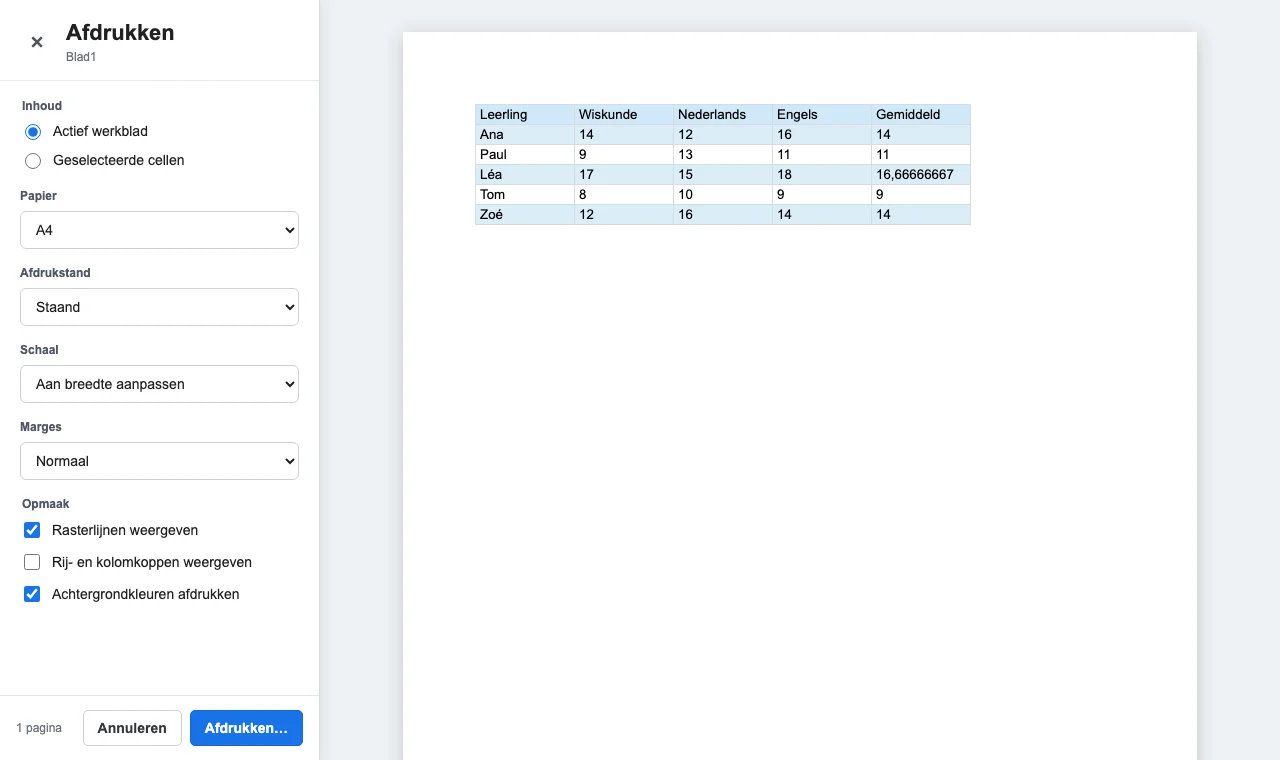 Afdrukken
Blad1
Inhoud
Actief werkblad
Geselecteerde cellen
Papier
A4
Afdrukstand
Staand
Schaal
Aan breedte aanpassen
Marges
Normaal
Opmaak
Rasterlijnen weergeven
Rij- en kolomkoppen weergeven
Achtergrondkleuren afdrukken
1 pagina
Annuleren
Afdrukken…
Leerling Wiskunde Nederlands Engels Gemiddeld
Ana 14 12 16 14
Paul 9 13 11 11
Léa 17 15 18 16,66666667
Tom 8 10 9 9
Zoé 12 16 14 14